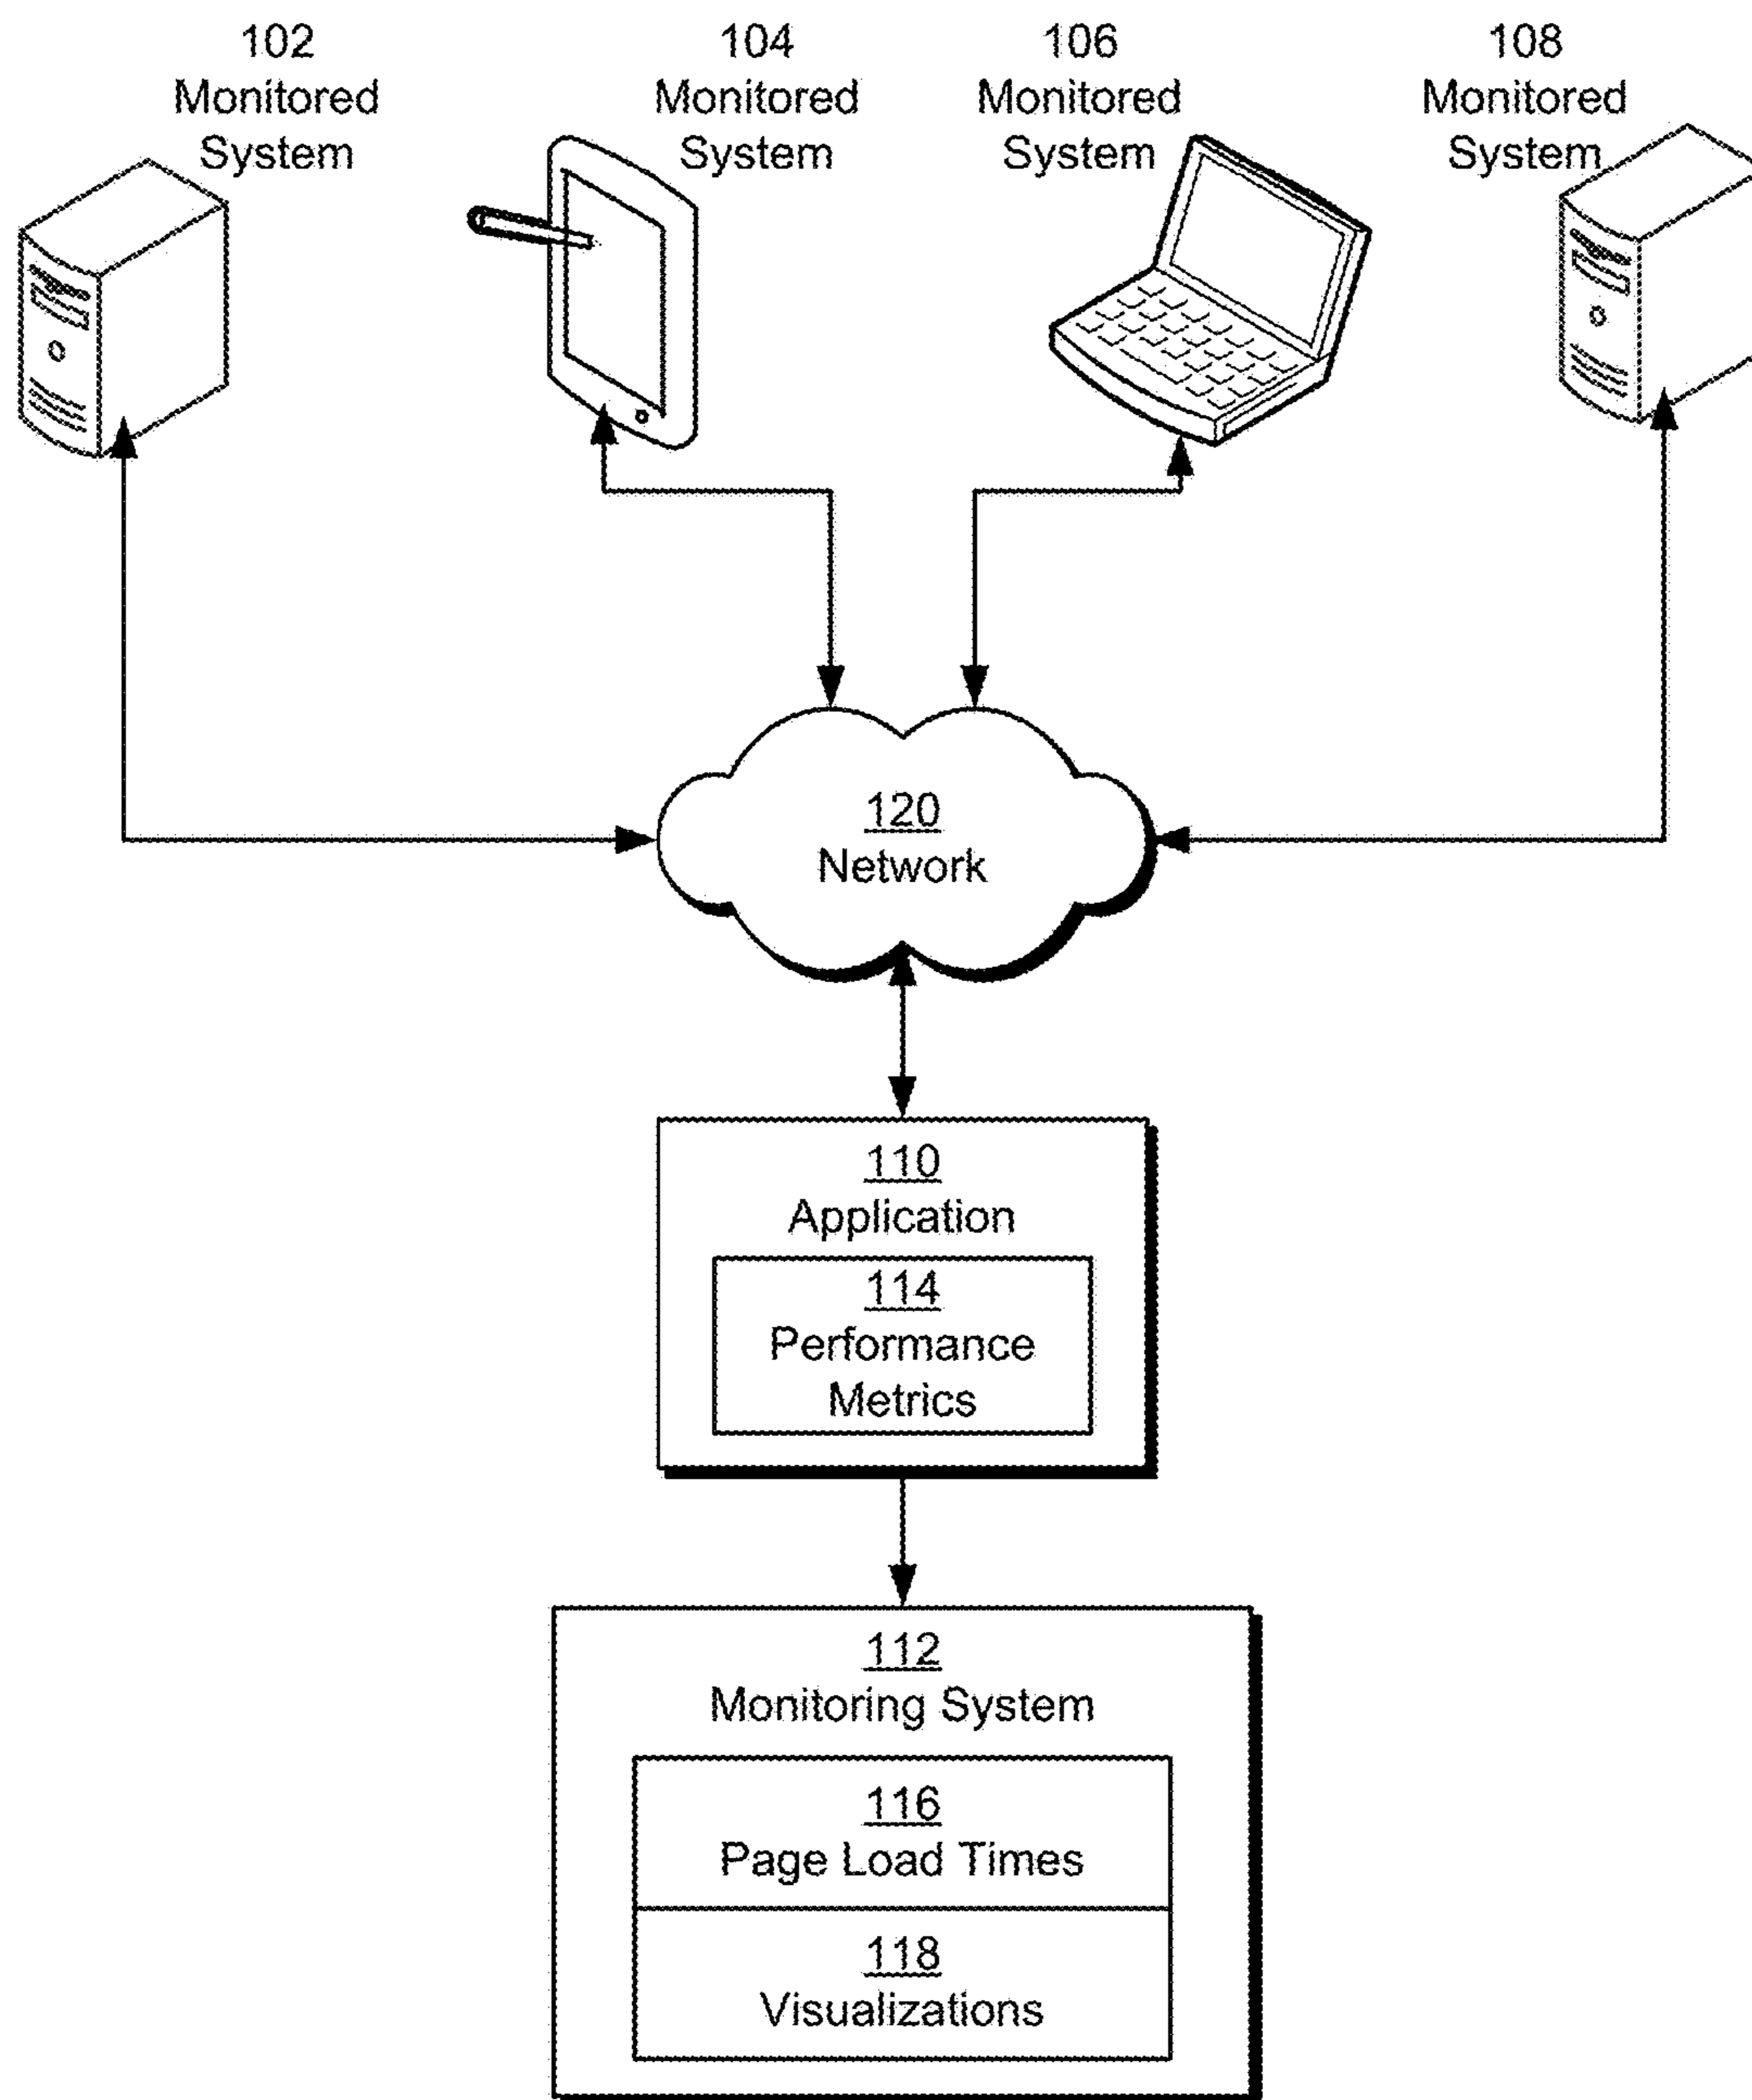 102
Monitored
System
104
Monitored
System
106
Monitored
System
108
Monitored
System
120
Network
110
Application
114
Performance
Metrics
112
Monitoring System
116
Page Load Times
118
Visualizations